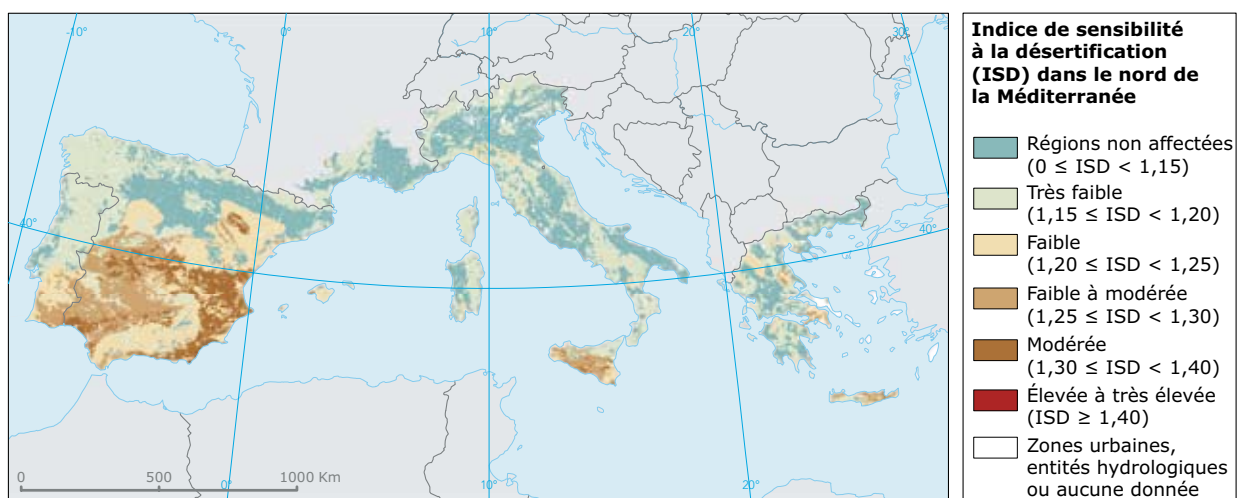 -10°
0°
10°
20°
30°
40°
40°
0
500
1000 Km
0°
10°
20°
Indice de sensibilité
à la désertification
(ISD) dans le nord de
la Méditerranée
Régions non affectées
(0 ≤ ISD < 1,15)
Très faible
(1,15 ≤ ISD < 1,20)
Faible
(1,20 ≤ ISD < 1,25)
Faible à modérée
(1,25 ≤ ISD < 1,30)
Modérée
(1,30 ≤ ISD < 1,40)
Élevée à très élevée
(ISD ≥ 1,40)
Zones urbaines,
entités hydrologiques
ou aucune donnée